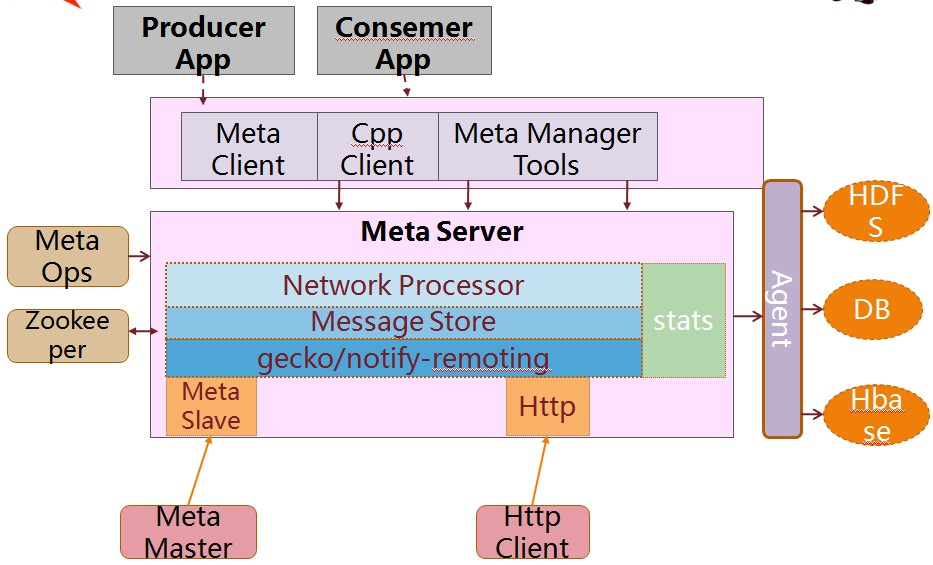 Producer
App
Consemer
App
Meta
Client
Cpp
Client
Meta Manager
Tools
Meta Server
Meta
Ops
Zookee
per
Network Processor
Message Store
gecko/notify-remoting
stats
Meta
Slave
Http
Agent
HDF
S
DB
Hba
se
Meta
Master
Http
Client